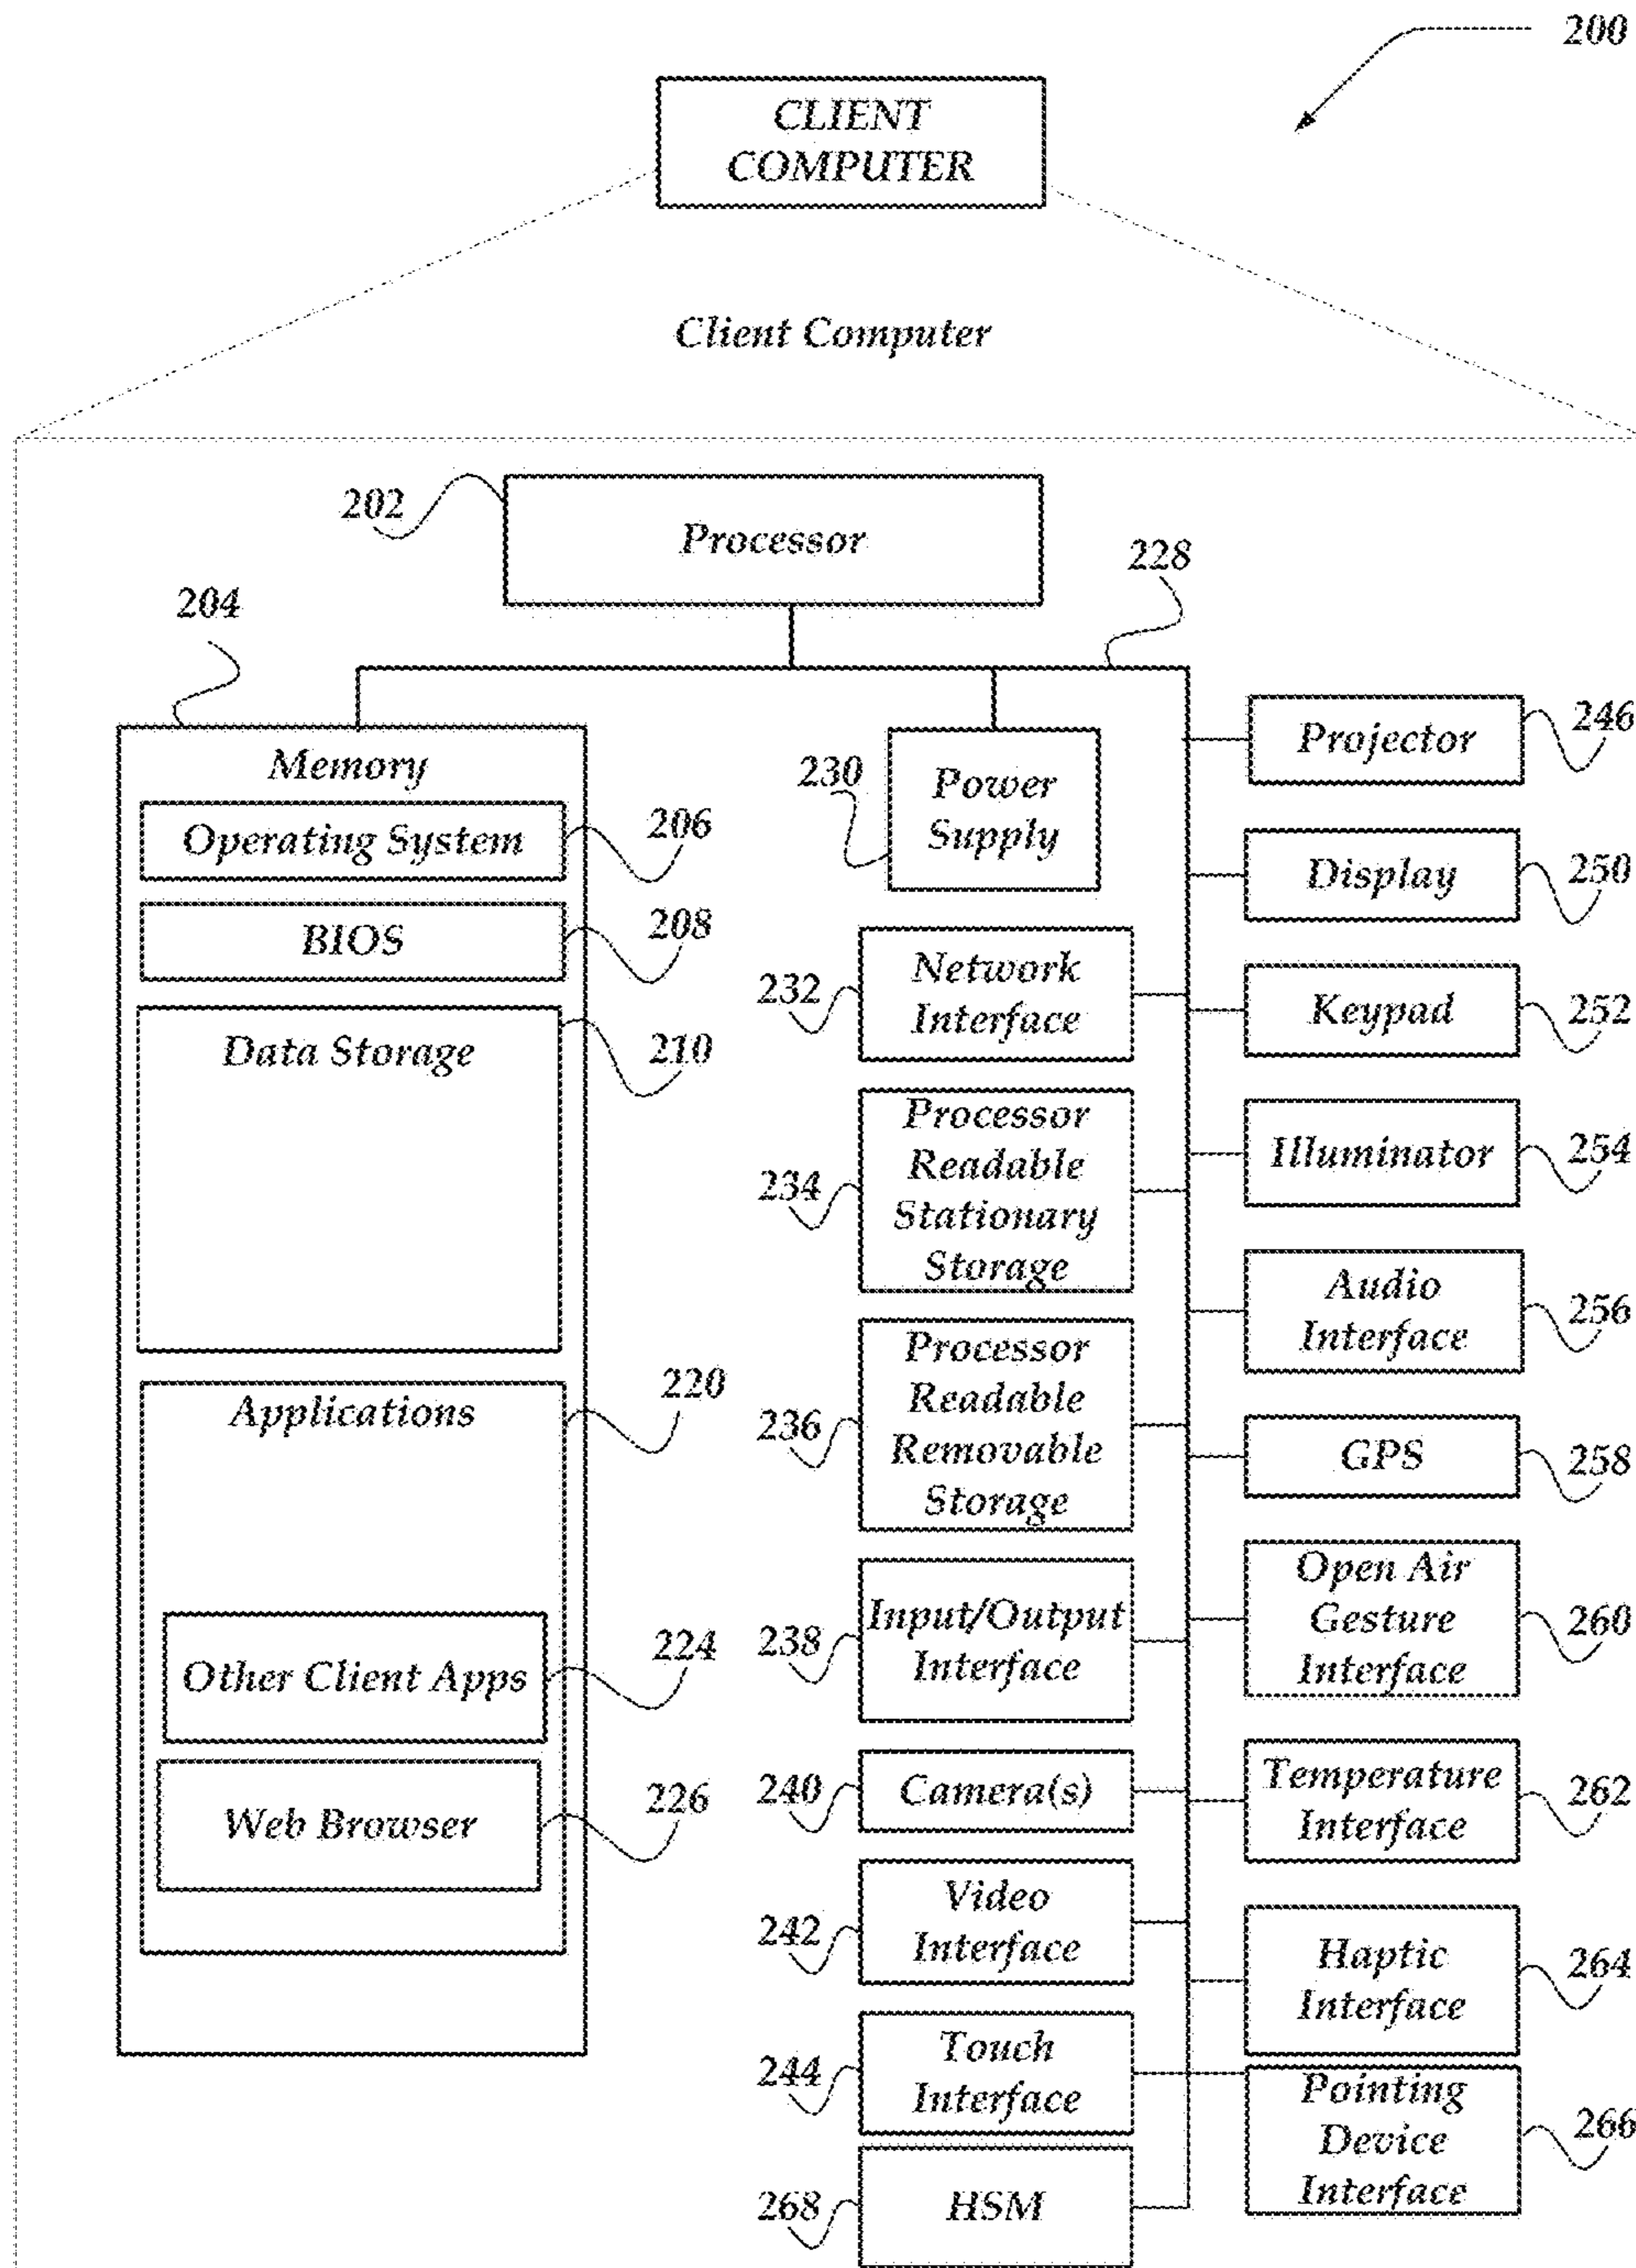 200
CLIENT
COMPUTER
Client Computer
202
Processor
228
204
Memory
Operating System
206
BIOS
208
Data Storage
210
Applications
220
Other Client Apps
224
Web Browser
226
230
Power
Supply
232
Network
Interface
234
Processor
Readable
Stationary
Storage
236
Processor
Readable
Removable
Storage
238
Input/Output
Interface
240
Camera(s)
242
Video
Interface
244
Touch
Interface
268
HSM
Projector
246
Display
250
Keypad
252
Illuminator
254
Audio
Interface
256
GPS
258
Open Air
Gesture
Interface
260
Temperature
Interface
262
Haptic
Interface
264
Pointing
Device
Interface
266